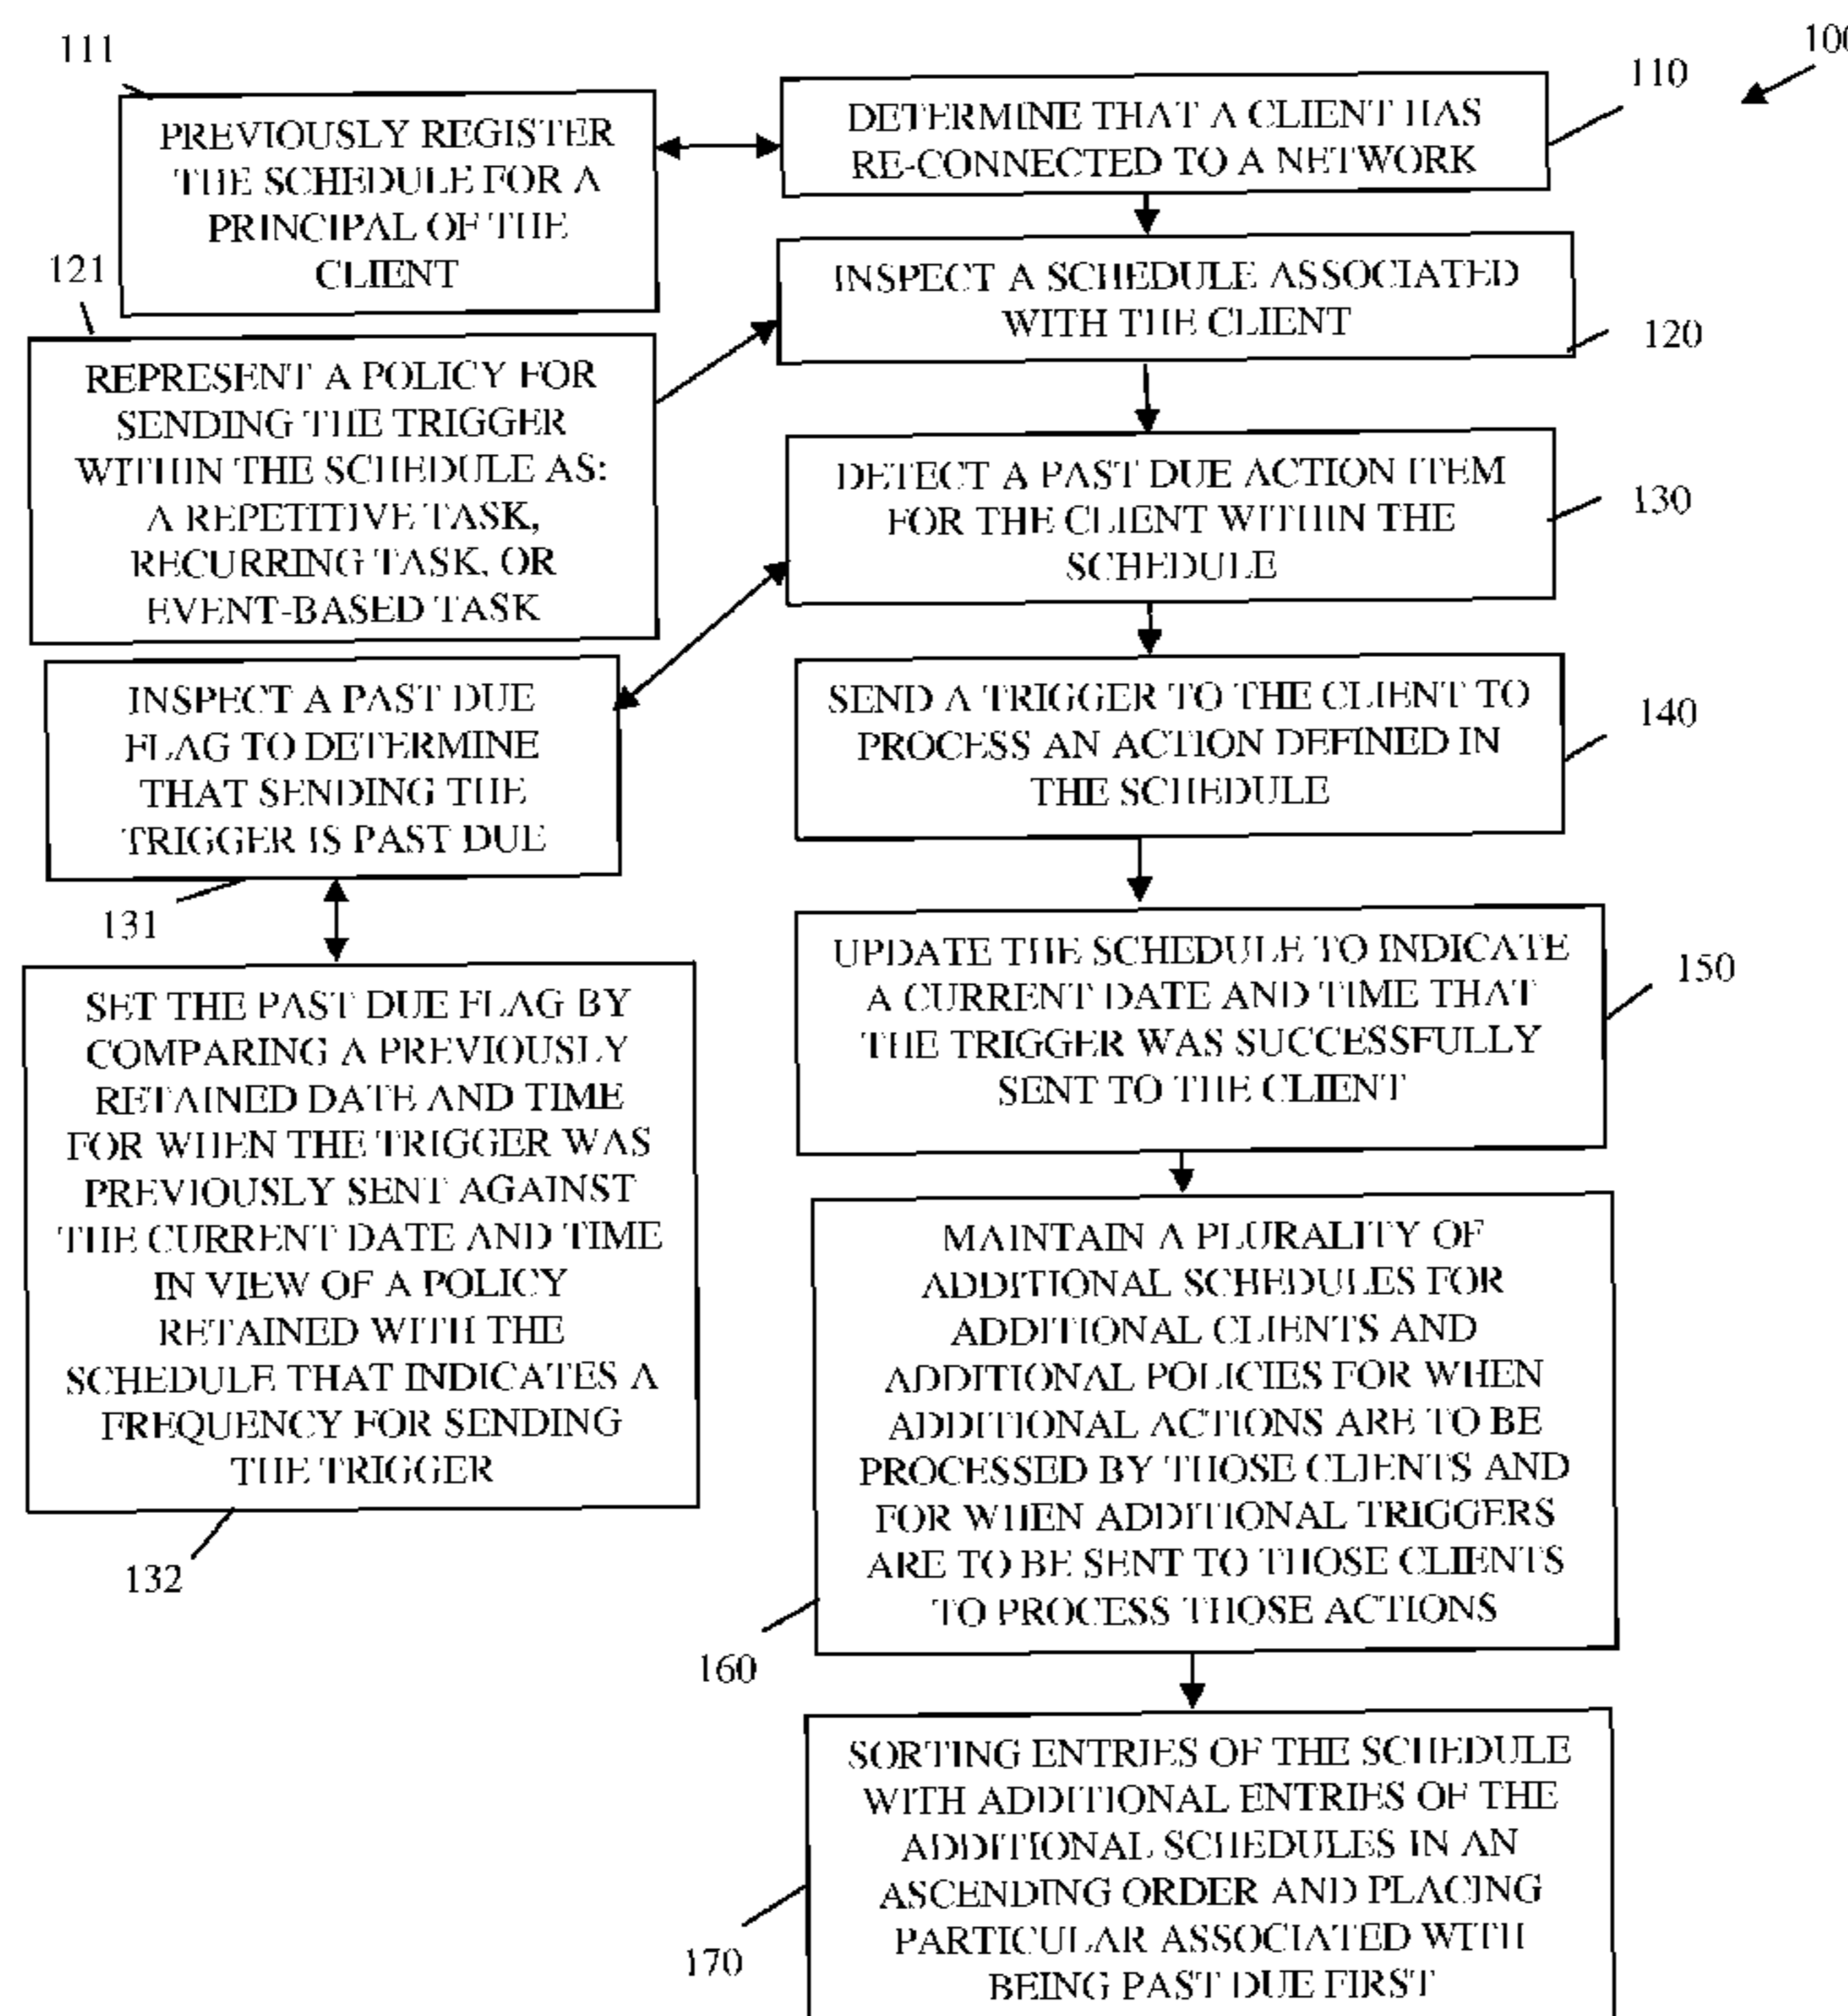 111
PREVIOUSLY REGISTER
THE SCHEDULE FOR A
PRINCIPAL OF THE
CLIENT
110
100
DETERMINE THAT A CLIENT HAS
RE-CONNECTED TO A NETWORK
121
REPRESENT A POLICY FOR
SENDING THE TRIGGER
WITHIN THE SCHEDULE AS:
A REPETITIVE TASK,
RECURRING TASK, OR
EVENT-BASED TASK
INSPECT A SCHEDULE ASSOCIATED
WITH THE CLIENT
120
DETECT A PAST DUE ACTION ITEM
FOR THE CLIENT WITHIN THE
SCHEDULE
130
INSPECT A PAST DUE
FLAG TO DETERMINE
THAT SENDING THE
TRIGGER IS PAST DUE
131
SEND A TRIGGER TO THE CLIENT TO
PROCESS AN ACTION DEFINED IN
THE SCHEDULE
140
SET THE PAST DUE FLAG BY
COMPARING A PREVIOUSLY
RETAINED DATE AND TIME
FOR WHEN THE TRIGGER WAS
PREVIOUSLY SENT AGAINST
THE CURRENT DATE AND TIME
IN VIEW OF A POLICY
RETAINED WITH THE
SCHEDULE THAT INDICATES A
FREQUENCY FOR SENDING
THE TRIGGER
132
UPDATE THE SCHEDULE TO INDICATE
A CURRENT DATE AND TIME THAT
THE TRIGGER WAS SUCCESSFULLY
SENT TO THE CLIENT
150
MAINTAIN A PLURALITY OF
ADDITIONAL SCHEDULES FOR
ADDITIONAL CLIENTS AND
ADDITIONAL POLICIES FOR WHEN
ADDITIONAL ACTIONS ARE TO BE
PROCESSED BY THOSE CLIENTS AND
FOR WHEN ADDITIONAL TRIGGERS
ARE TO BE SENT TO THOSE CLIENTS
TO PROCESS THOSE ACTIONS
160
SORTING ENTRIES OF THE SCHEDULE
WITH ADDITIONAL ENTRIES OF THE
ADDITIONAL SCHEDULES IN AN
ASCENDING ORDER AND PLACING
PARTICULAR ASSOCIATED WITH
BEING PAST DUE FIRST
170